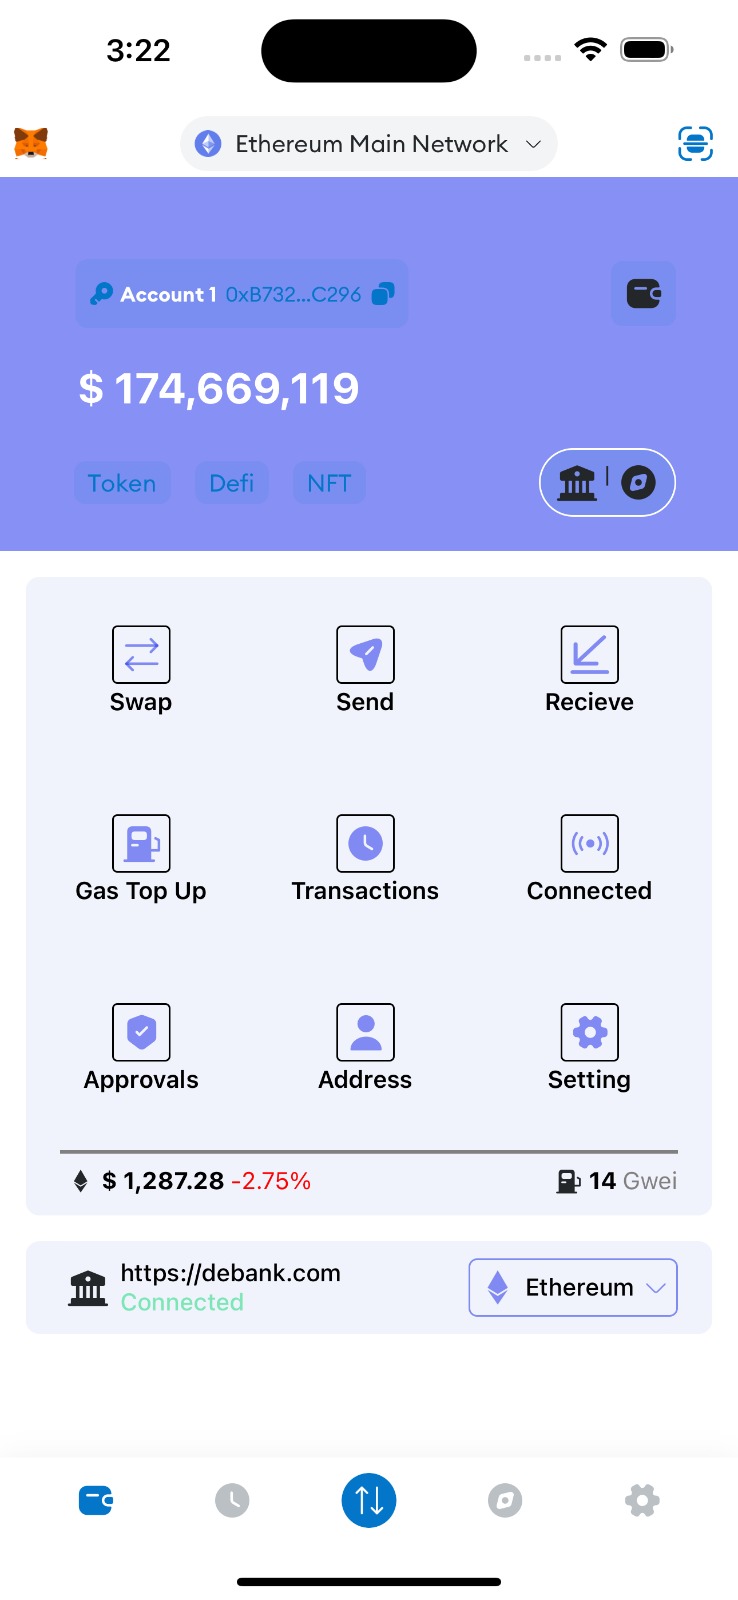 3:22
Ethereum Main Network
Account 1 0xB732...C296
$ 174,669,119
Token Defi NFT
Swap Send Recieve
Gas Top Up Transactions Connected
Approvals Address Setting
$ 1,287.28 -2.75% 14 Gwei
https://debank.com
Connected
Ethereum